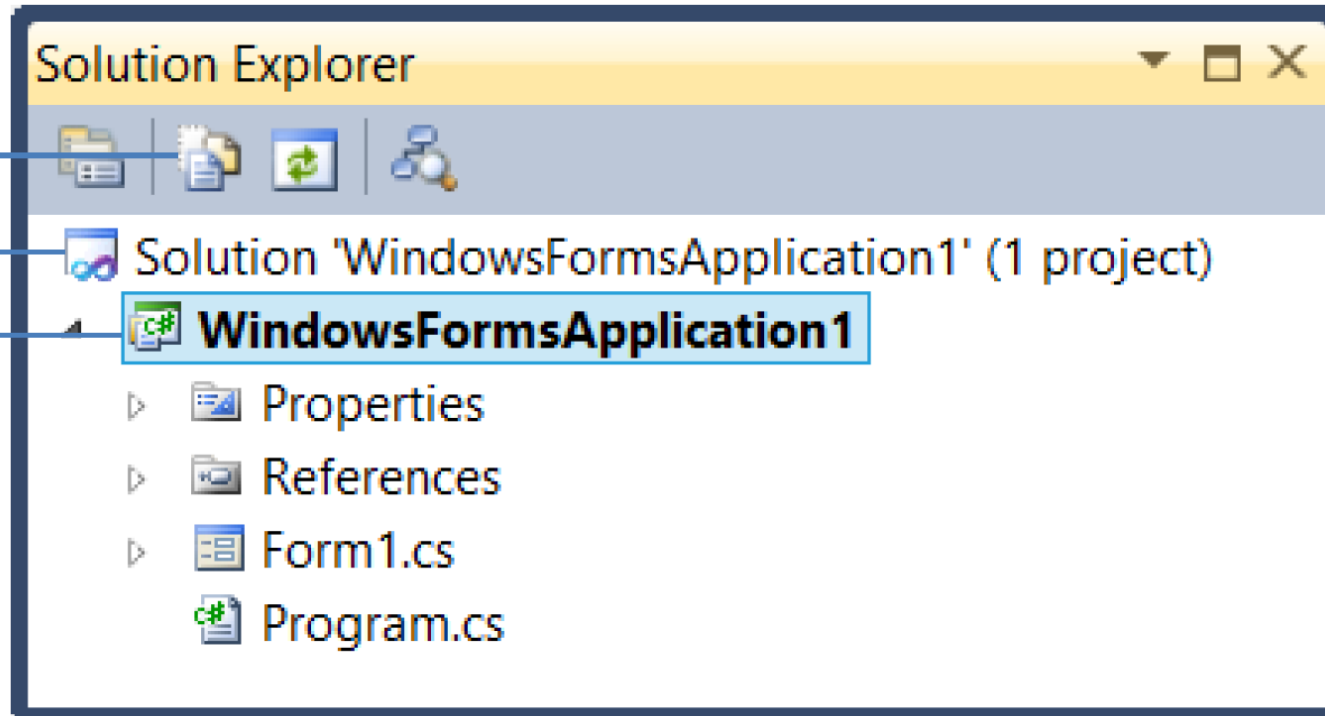 Solution Explorer
Solution 'WindowsFormsApplication1' (1 project)
WindowsFormsApplication1
Properties
References
Form1.cs
Program.cs